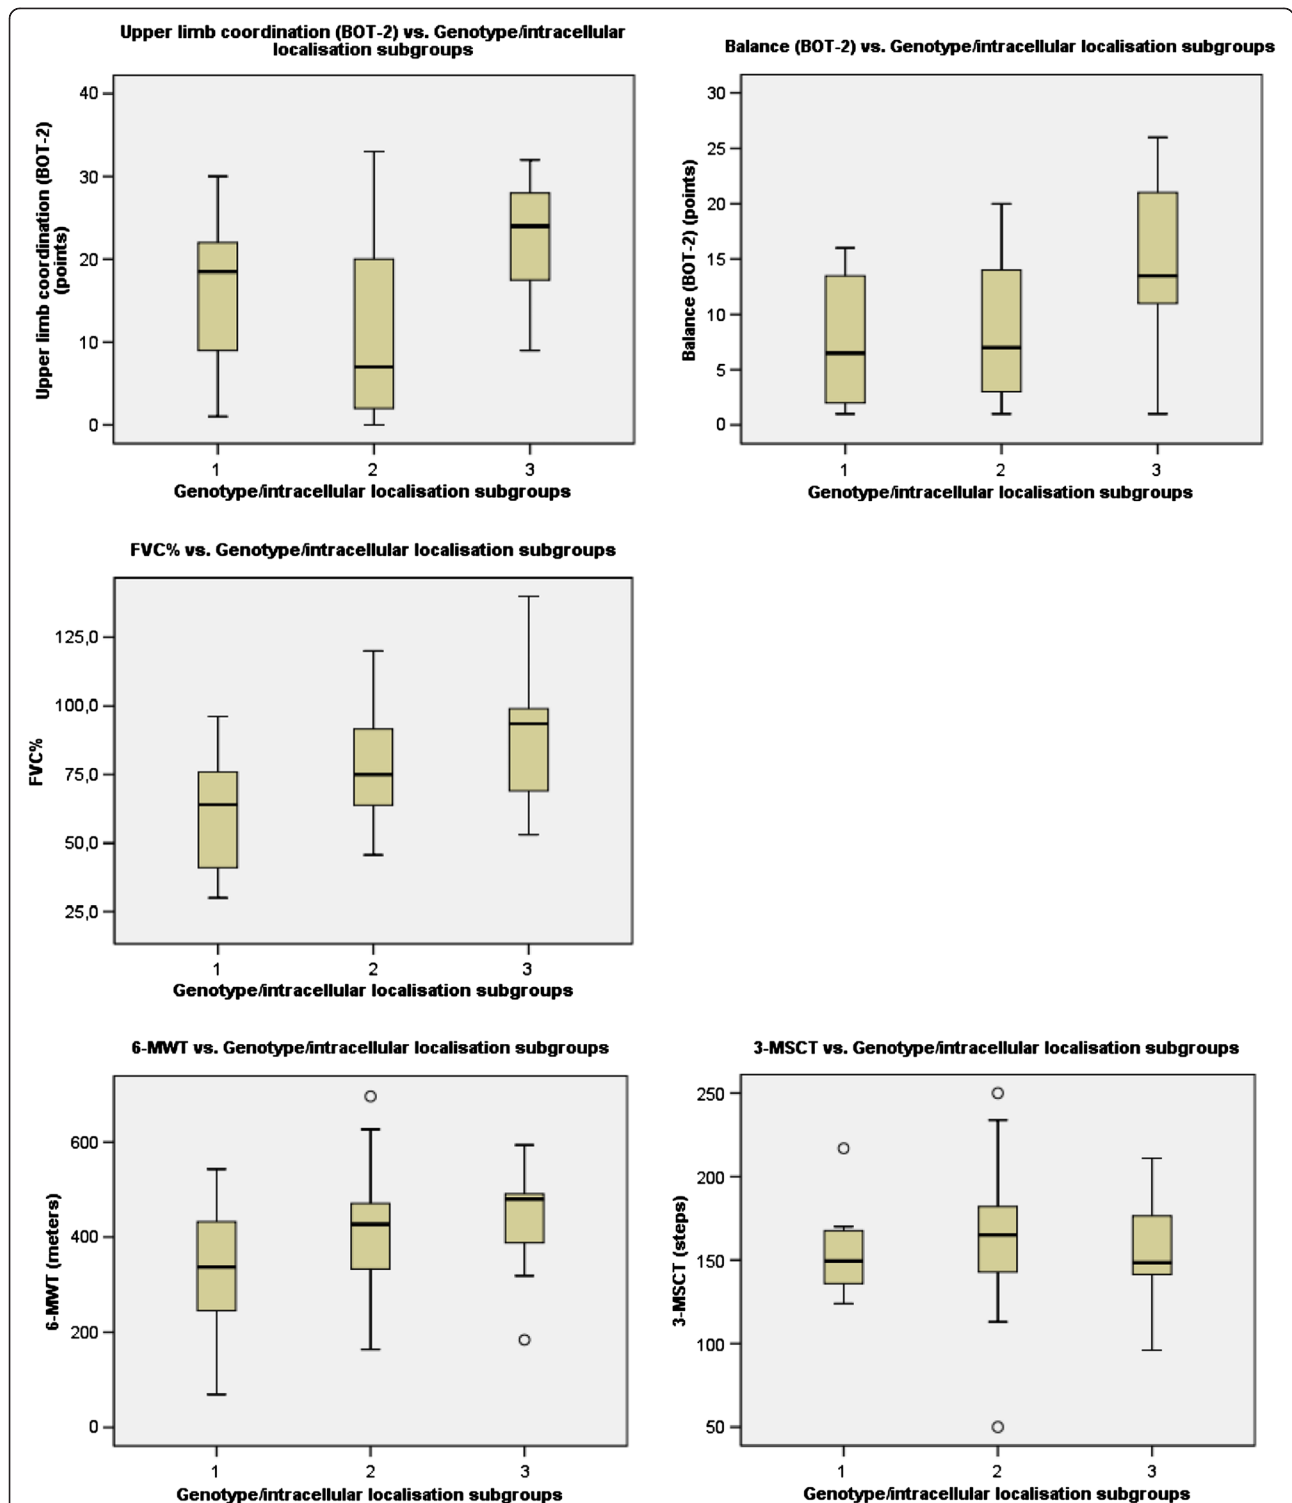 Upper limb coordination (BOT-2) vs. Genotype/intracellular
localisation subgroups
Upper limb coordination (BOT-2)
(points)
40
30
20
10
0
1 2 3
Genotype/intracellular localisation subgroups
Balance (BOT-2) vs. Genotype/intracellular localisation subgroups
Balance (BOT-2) (points)
30
25
20
15
10
5
0
1 2 3
Genotype/intracellular localisation subgroups
FVC% vs. Genotype/intracellular localisation subgroups
FVC%
125,0
100,0
75,0
50,0
25,0
1 2 3
Genotype/intracellular localisation subgroups
6-MWT vs. Genotype/intracellular localisation subgroups
6-MWT (meters)
600
400
200
0
1 2 3
Genotype/intracellular localisation subgroups
3-MSCT vs. Genotype/intracellular localisation subgroups
3-MSCT (steps)
250
200
150
100
50
1 2 3
Genotype/intracellular localisation subgroups